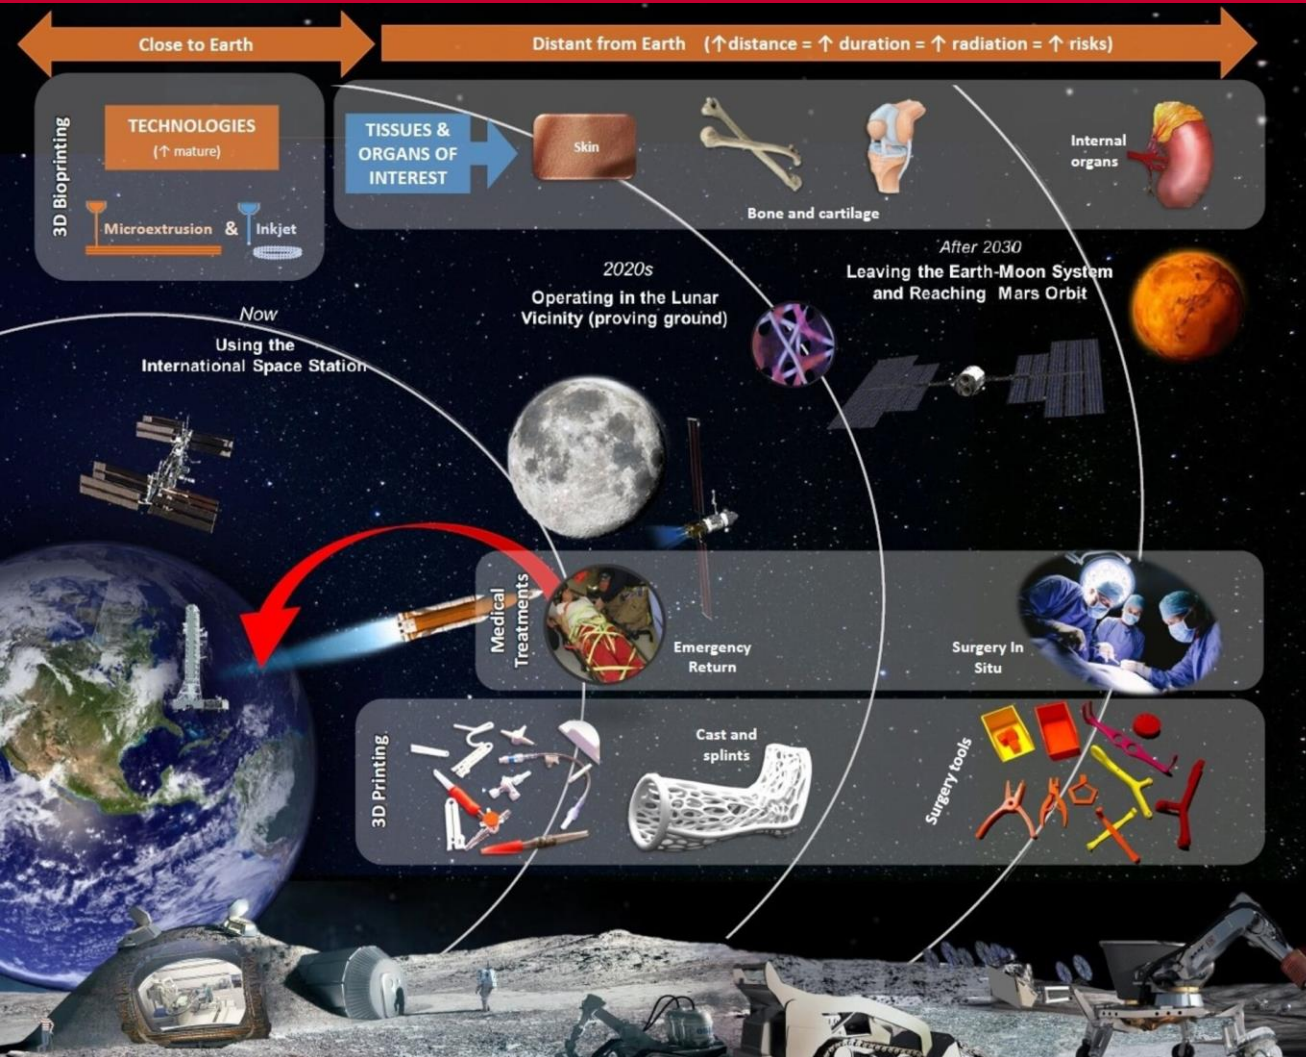 Close to Earth
Distant from Earth (↑distance = ↑ duration = ↑ radiation = ↑ risks)
3D Bioprinting
TECHNOLOGIES
(↑ mature)
Microextrusion & Inkjet
TISSUES &
ORGANS OF
INTEREST
Skin
Bone and cartilage
Internal
organs
Now
Using the
International Space Station
2020s
Operating in the Lunar
Vicinity (proving ground)
After 2030
Leaving the Earth-Moon System
and Reaching Mars Orbit
Medical
Treatments
Emergency
Return
Surgery In
Situ
3D Printing
Cast and
splints
Surgery tools